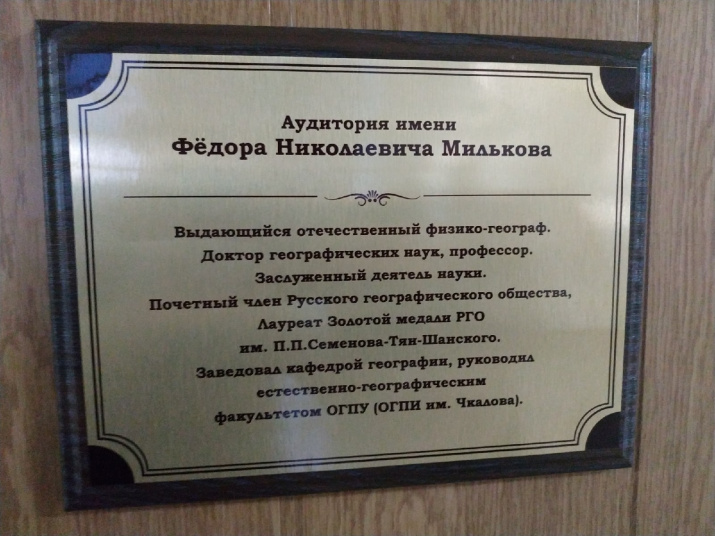 Аудитория имени
Фёдора Николаевича Милькова
Выдающийся отечественный физико-географ.
Доктор географических наук, профессор.
Заслуженный деятель науки.
Почетный член Русского географического общества,
Лауреат Золотой медали РГО
им. П.П.Семенова-Тян-Шанского.
Заведовал кафедрой географии, руководил
естественно-географическим
факультетом ОГПУ (ОГПИ им. Чкалова).